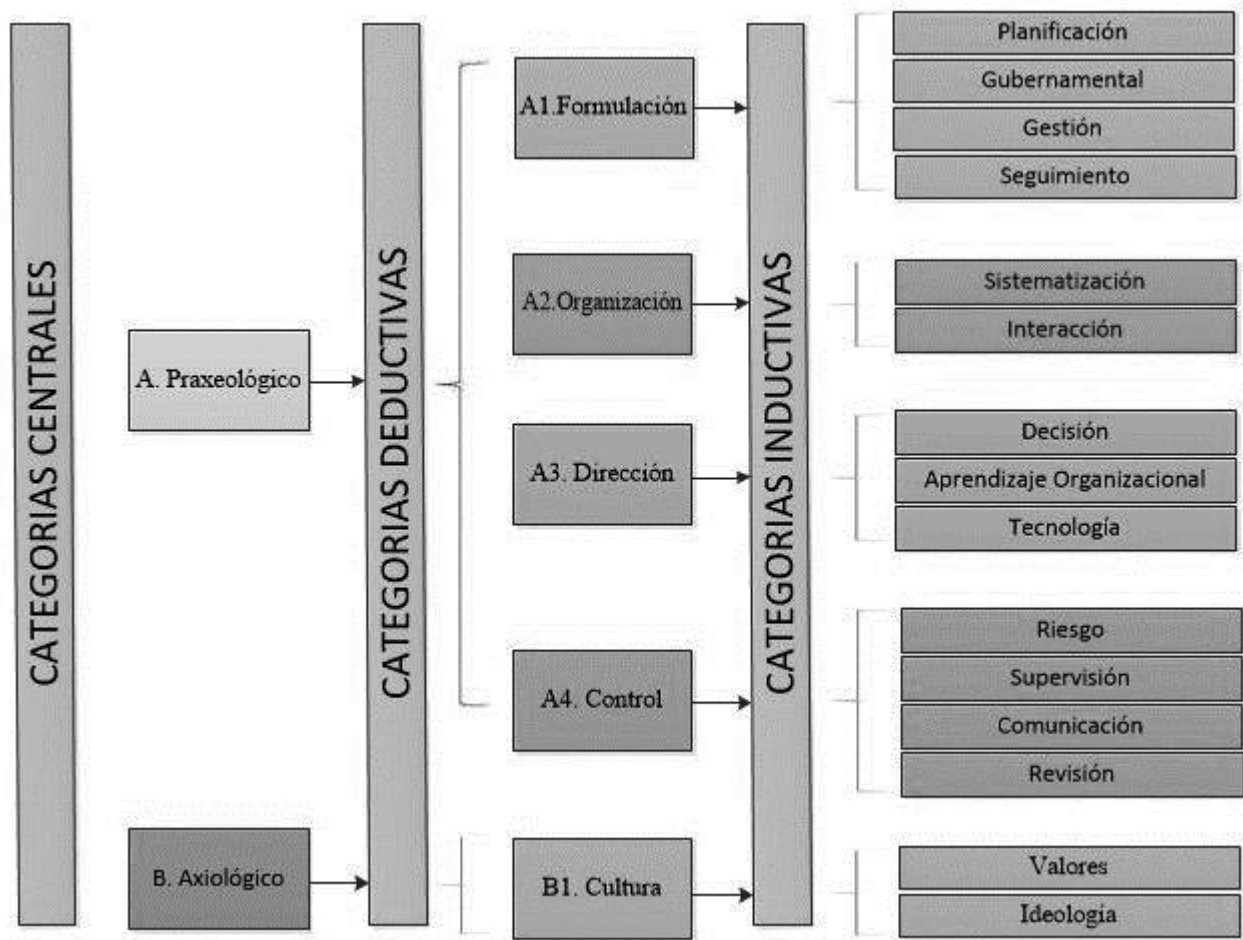 CATEGORIAS CENTRALES
A. Praxeológico
B. Axiológico
CATEGORIAS DEDUCTIVAS
A1.Formulación
A2.Organización
A3. Dirección
A4. Control
B1. Cultura
CATEGORIAS INDUCTIVAS
Planificación
Gubernamental
Gestión
Seguimiento
Sistematización
Interacción
Decisión
Aprendizaje Organizacional
Tecnología
Riesgo
Supervisión
Comunicación
Revisión
Valores
Ideología